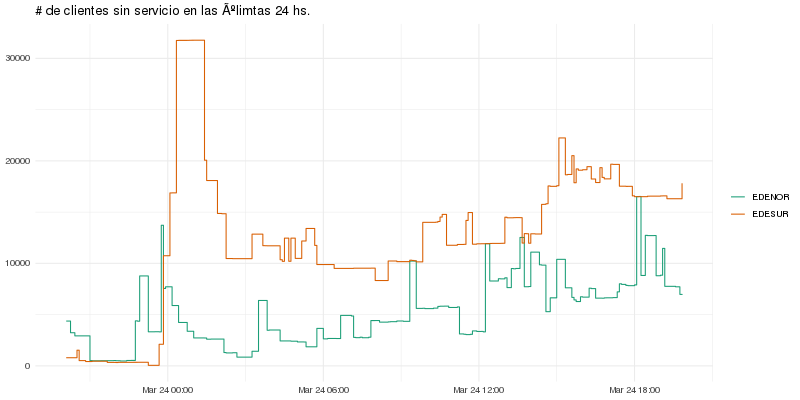 # de clientes sin servicio en las Ãºlimtas 24 hs.
30000
20000
10000
0
Mar 24 00:00
Mar 24 06:00
Mar 24 12:00
Mar 24 18:00
EDENOR
EDESUR